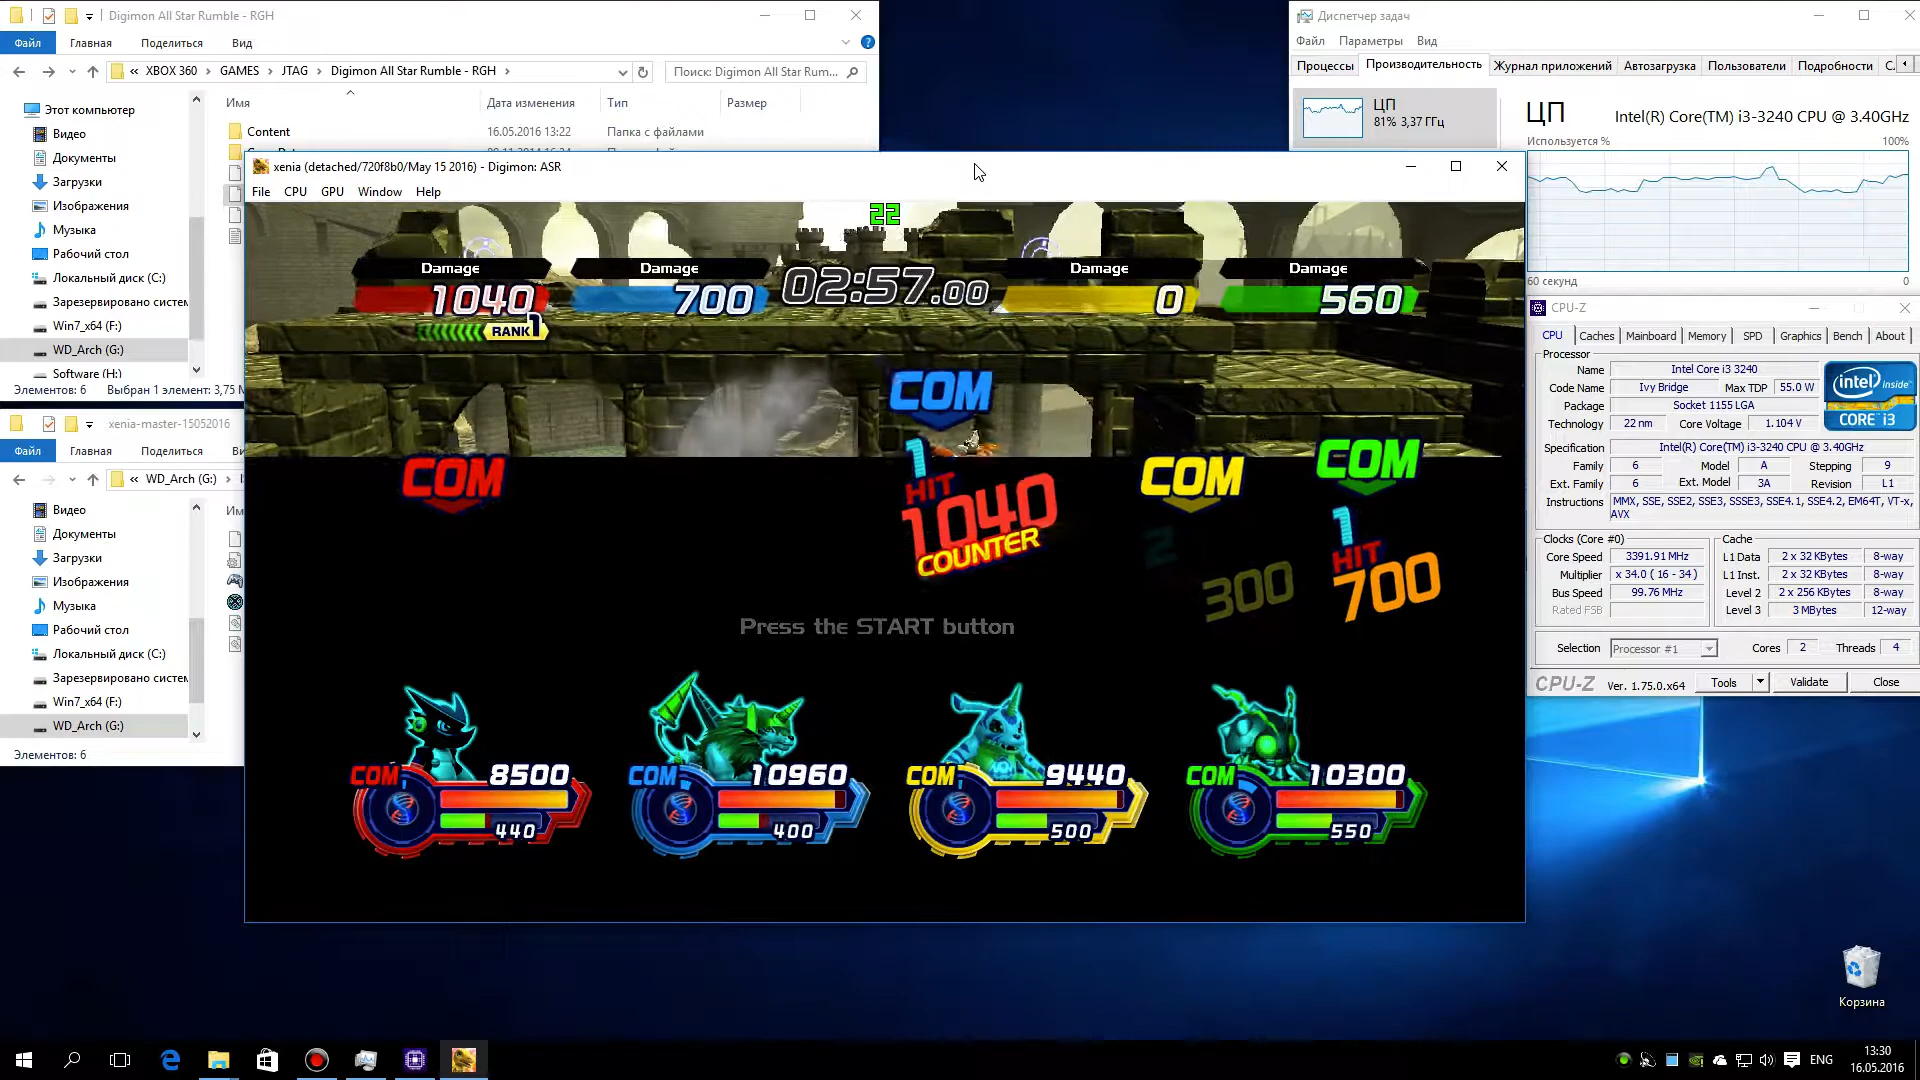 Digimon All Star Rumble - RGH
Файл Главная Поделиться Вид
« XBOX 360 > GAMES > JTAG > Digimon All Star Rumble - RGH >
Поиск: Digimon All Star Rum...
Имя Дата изменения Тип Размер
Content 16.05.2016 13:22 Папка с файлами
Этот компьютер
Видео
Документы
Загрузки
Изображения
Музыка
Рабочий стол
Локальный диск (C:)
Зарезервировано систем
Win7_x64 (F:)
WD_Arch (G:)
Software (H:)
Элементов: 6 Выбран 1 элемент: 3,75 М
xenia-master-15052016
Файл Главная Поделиться Ви
« WD_Arch (G:) >
Им
Видео
Документы
Загрузки
Изображения
Музыка
Рабочий стол
Локальный диск (C:)
Зарезервировано систем
Win7_x64 (F:)
WD_Arch (G:)
Элементов: 6
xenia (detached/720f8b0/May 15 2016) - Digimon: ASR
File CPU GPU Window Help
22
Damage Damage Damage Damage
1040 700 02:57.00 0 560
RANK 1
COM
COM COM COM
1 HIT 1040 COUNTER
2
300
1 HIT 700
Press the START button
COM 8500 COM 10960 COM 9440 COM 10300
440 400 500 550
Диспетчер задач
Файл Параметры Вид
Процессы Производительность Журнал приложений Автозагрузка Пользователи Подробности С.
ЦП
81% 3,37 ГГц
ЦП Intel(R) Core(TM) i3-3240 CPU @ 3.40GHz
Используется % 100%
60 секунд 0
CPU-Z
CPU Caches Mainboard Memory SPD Graphics Bench About
Processor
Name Intel Core i3 3240
Code Name Ivy Bridge Max TDP 55.0 W
Package Socket 1155 LGA
Technology 22 nm Core Voltage 1.104 V
intel inside CORE i3
Specification Intel(R) Core(TM) i3-3240 CPU @ 3.40GHz
Family 6 Model A Stepping 9
Ext. Family 6 Ext. Model 3A Revision L1
Instructions MMX, SSE, SSE2, SSE3, SSSE3, SSE4.1, SSE4.2, EM64T, VT-x,
AVX
Clocks (Core #0) Cache
Core Speed 3391.91 MHz L1 Data 2 x 32 KBytes 8-way
Multiplier x 34.0 ( 16 - 34 ) L1 Inst. 2 x 32 KBytes 8-way
Bus Speed 99.76 MHz Level 2 2 x 256 KBytes 8-way
Rated FSB Level 3 3 MBytes 12-way
Selection Processor #1 Cores 2 Threads 4
CPU-Z Ver. 1.75.0.x64 Tools Validate Close
Корзина
ENG
13:30
16.05.2016